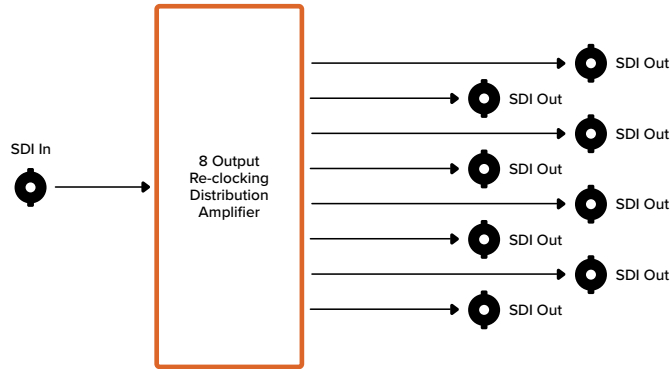 SDI In
8 Output
Re-clocking
Distribution
Amplifier
SDI Out
SDI Out
SDI Out
SDI Out
SDI Out
SDI Out
SDI Out
SDI Out